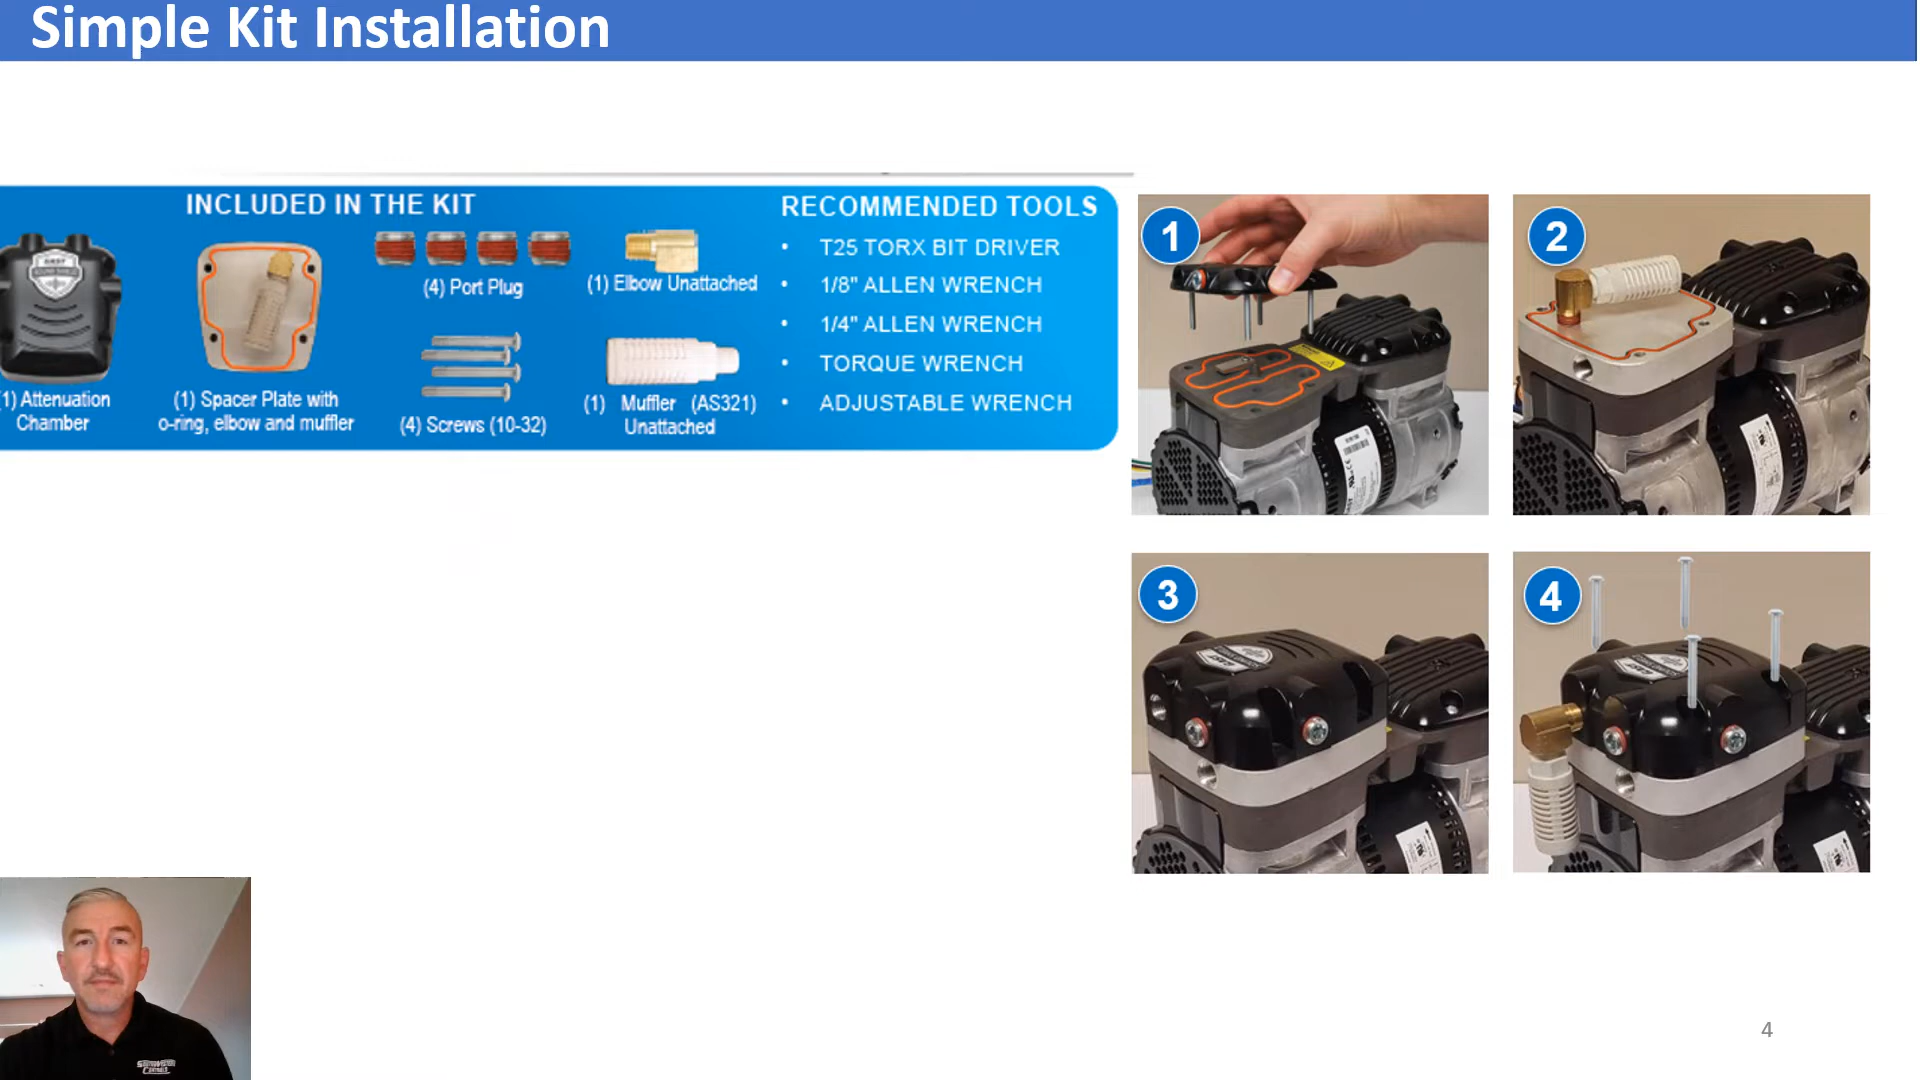 Simple Kit Installation
INCLUDED IN THE KIT
(1) Attenuation
Chamber
(1) Spacer Plate with
o-ring, elbow and muffler
(4) Port Plug
(4) Screws (10-32)
(1) Elbow Unattached
(1) Muffler (AS321)
Unattached
RECOMMENDED TOOLS
• T25 TORX BIT DRIVER
• 1/8" ALLEN WRENCH
• 1/4" ALLEN WRENCH
• TORQUE WRENCH
• ADJUSTABLE WRENCH
1
2
3
4
4